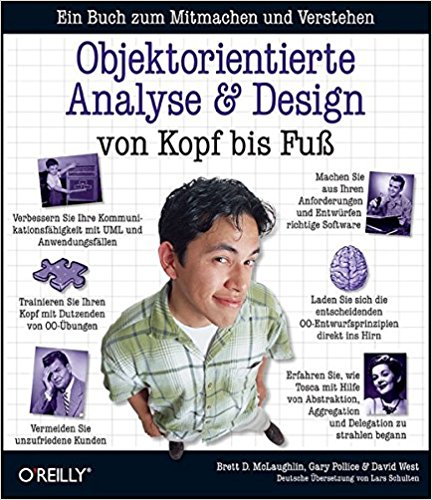 Ein Buch zum Mitmachen und Verstehen
Objektorientierte
Analyse & Design
von Kopf bis Fuß
Verbessern Sie Ihre Kommuni-
kationsfähigkeit mit UML und
Anwendungsfällen
Machen Sie
aus Ihren
Anforderungen
und Entwürfen
richtige Software
Trainieren Sie Ihren
Kopf mit Dutzenden
von OO-Übungen
Laden Sie sich die
entscheidenden
OO-Entwurfsprinzipien
direkt ins Hirn
Vermeiden Sie
unzufriedene Kunden
Erfahren Sie, wie
Tosca mit Hilfe
von Abstraktion,
Aggregation
und Delegation zu
strahlen begann
O'REILLY®
Brett D. McLaughlin, Gary Pollice & David West
Deutsche Übersetzung von Lars Schulten